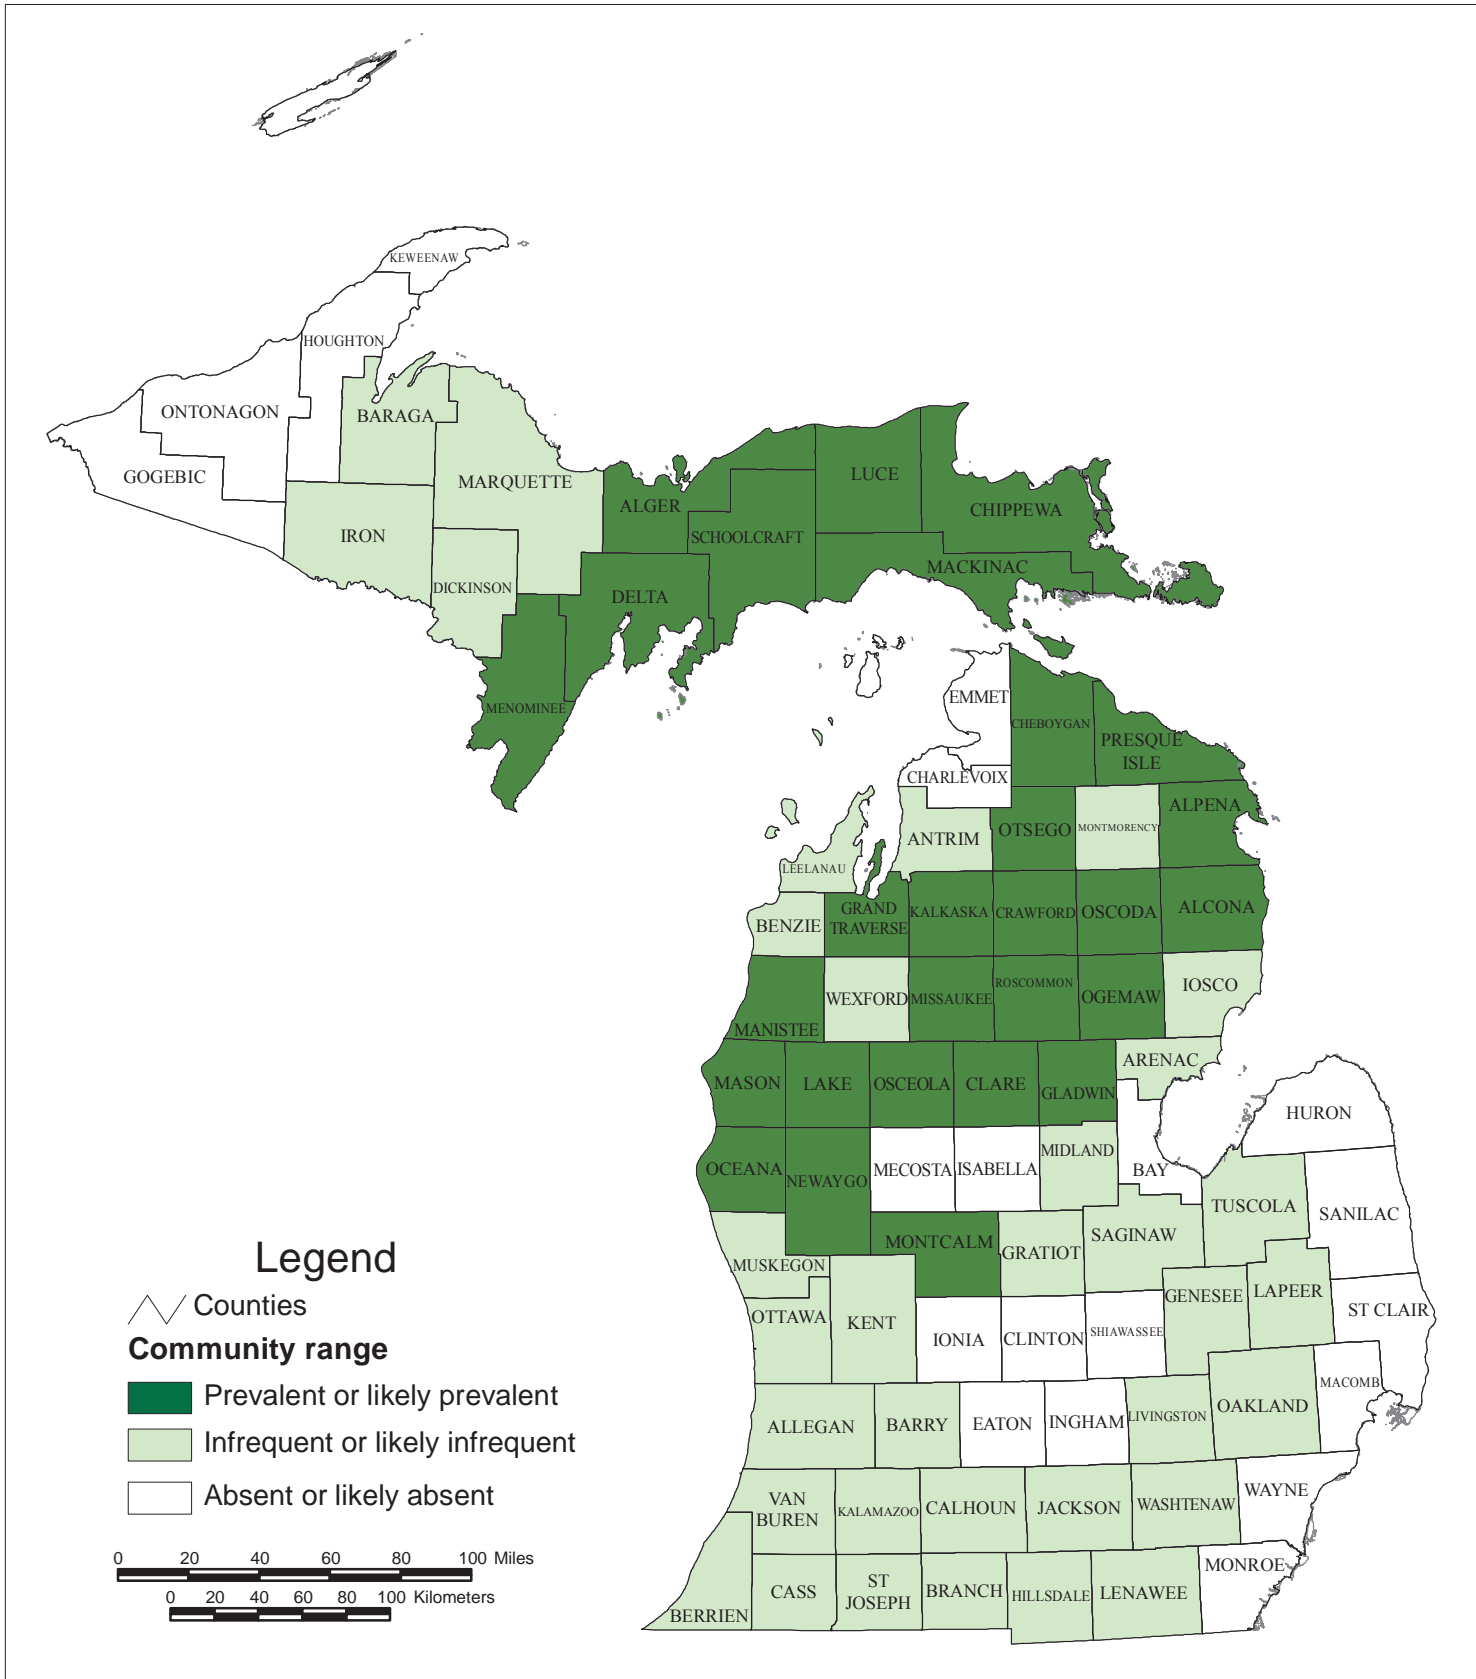 KEWEENAW
HOUGHTON
ONTONAGON
BARAGA
GOGEBIC
MARQUETTE
LUCE
ALGER
CHIPPEWA
IRON
SCHOOLCRAFT
MACKINAC
DICKINSON
DELTA
EMMET
MENOMINEE
CHEBOYGAN
PRESQUE
ISLE
CHARLEVOIX
ALPENA
OTSEGO
MONTMORENCY
ANTRIM
LEELANAU
GRAND
TRAVERSE
KALKASKA
CRAWFORD
OSCODA
ALCONA
BENZIE
WEXFORD
MISSAUKEE
ROSCOMMON
OGEMAW
IOSCO
MANISTEE
ARENAC
MASON
LAKE
OSCEOLA
CLARE
GLADWIN
HURON
OCEANA
NEWAYGO
MECOSTA
ISABELLA
MIDLAND
BAY
TUSCOLA
SANILAC
MONTCALM
GRATIOT
SAGINAW
MUSKEGON
GENESEE
LAPEER
ST CLAIR
OTTAWA
KENT
IONIA
CLINTON
SHIAWASSEE
MACOMB
ALLEGAN
BARRY
EATON
INGHAM
LIVINGSTON
OAKLAND
VAN
BUREN
KALAMAZOO
CALHOUN
JACKSON
WASHTENAW
WAYNE
BERRIEN
CASS
ST
JOSEPH
BRANCH
HILLSDALE
LENAWEE
MONROE
Legend
Counties
Community range
Prevalent or likely prevalent
Infrequent or likely infrequent
Absent or likely absent
0 20 40 60 80 100 Miles
0 20 40 60 80 100 Kilometers